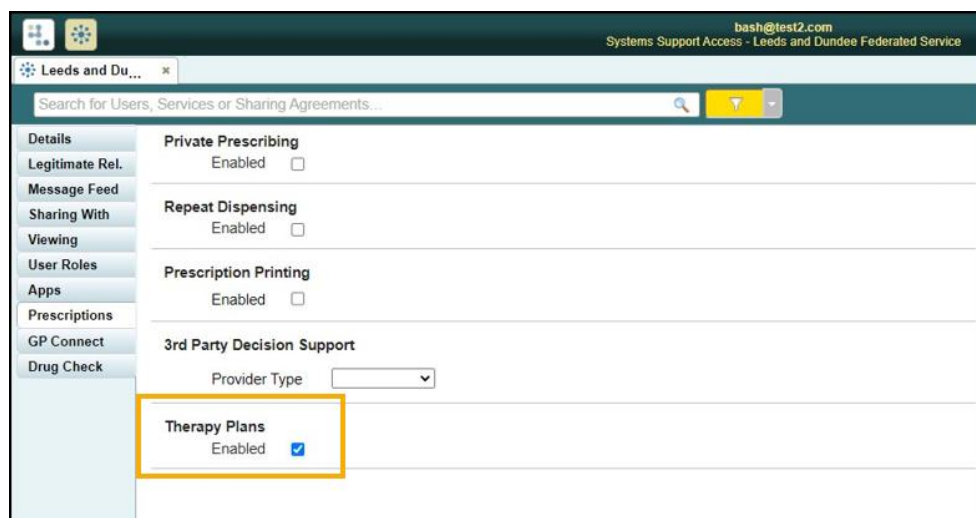 bash@test2.com
Systems Support Access - Leeds and Dundee Federated Service
Leeds and Du...
Search for Users, Services or Sharing Agreements...
Details
Legitimate Rel.
Message Feed
Sharing With
Viewing
User Roles
Apps
Prescriptions
GP Connect
Drug Check
Private Prescribing
Enabled
Repeat Dispensing
Enabled
Prescription Printing
Enabled
3rd Party Decision Support
Provider Type
Therapy Plans
Enabled